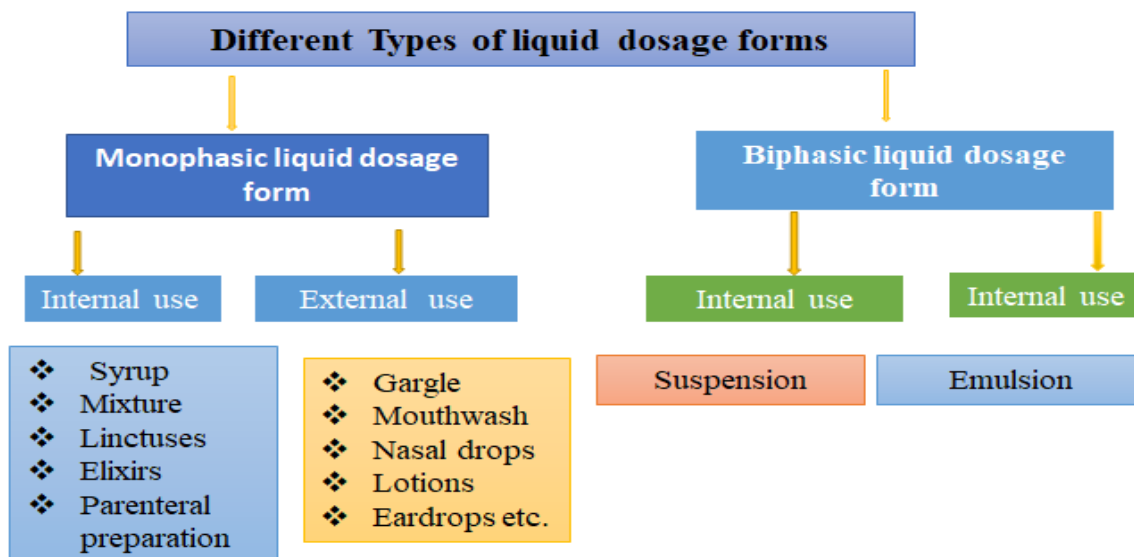 Different Types of liquid dosage forms
Monophasic liquid dosage
form
Biphasic liquid dosage
form
Internal use
External use
Internal use
Internal use
❖ Syrup
❖ Mixture
❖ Linctuses
❖ Elixirs
❖ Parenteral
preparation
❖ Gargle
❖ Mouthwash
❖ Nasal drops
❖ Lotions
❖ Eardrops etc.
Suspension
Emulsion